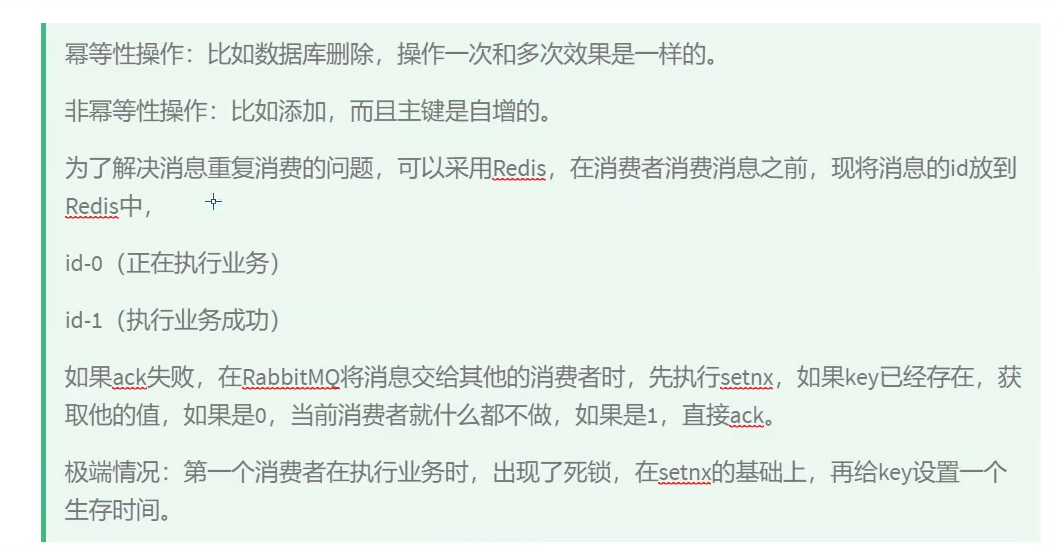 幂等性操作：比如数据库删除，操作一次和多次效果是一样的。
非幂等性操作：比如添加，而且主键是自增的。
为了解决消息重复消费的问题，可以采用Redis，在消费者消费消息之前，现将消息的id放到
Redis中，
id-0（正在执行业务）
id-1（执行业务成功）
如果ack失败，在RabbitMQ将消息交给其他的消费者时，先执行setnx，如果key已经存在，获
取他的值，如果是0，当前消费者就什么都不做，如果是1，直接ack。
极端情况：第一个消费者在执行业务时，出现了死锁，在setnx的基础上，再给key设置一个
生存时间。